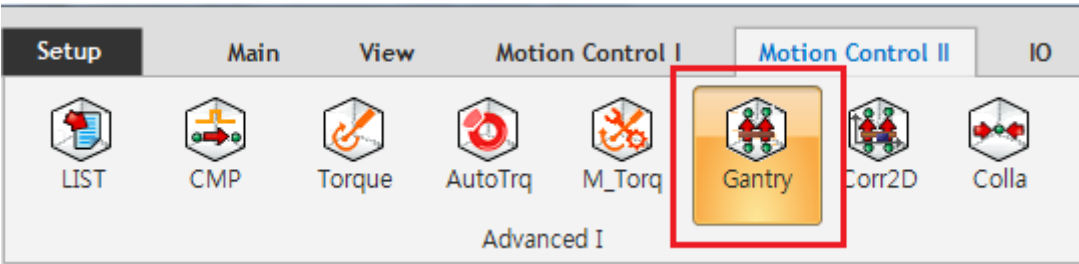 Setup Main View Motion Control I Motion Control II IO
LIST CMP Torque AutoTrq M_Torq Gantry Corr2D Colla
Advanced I